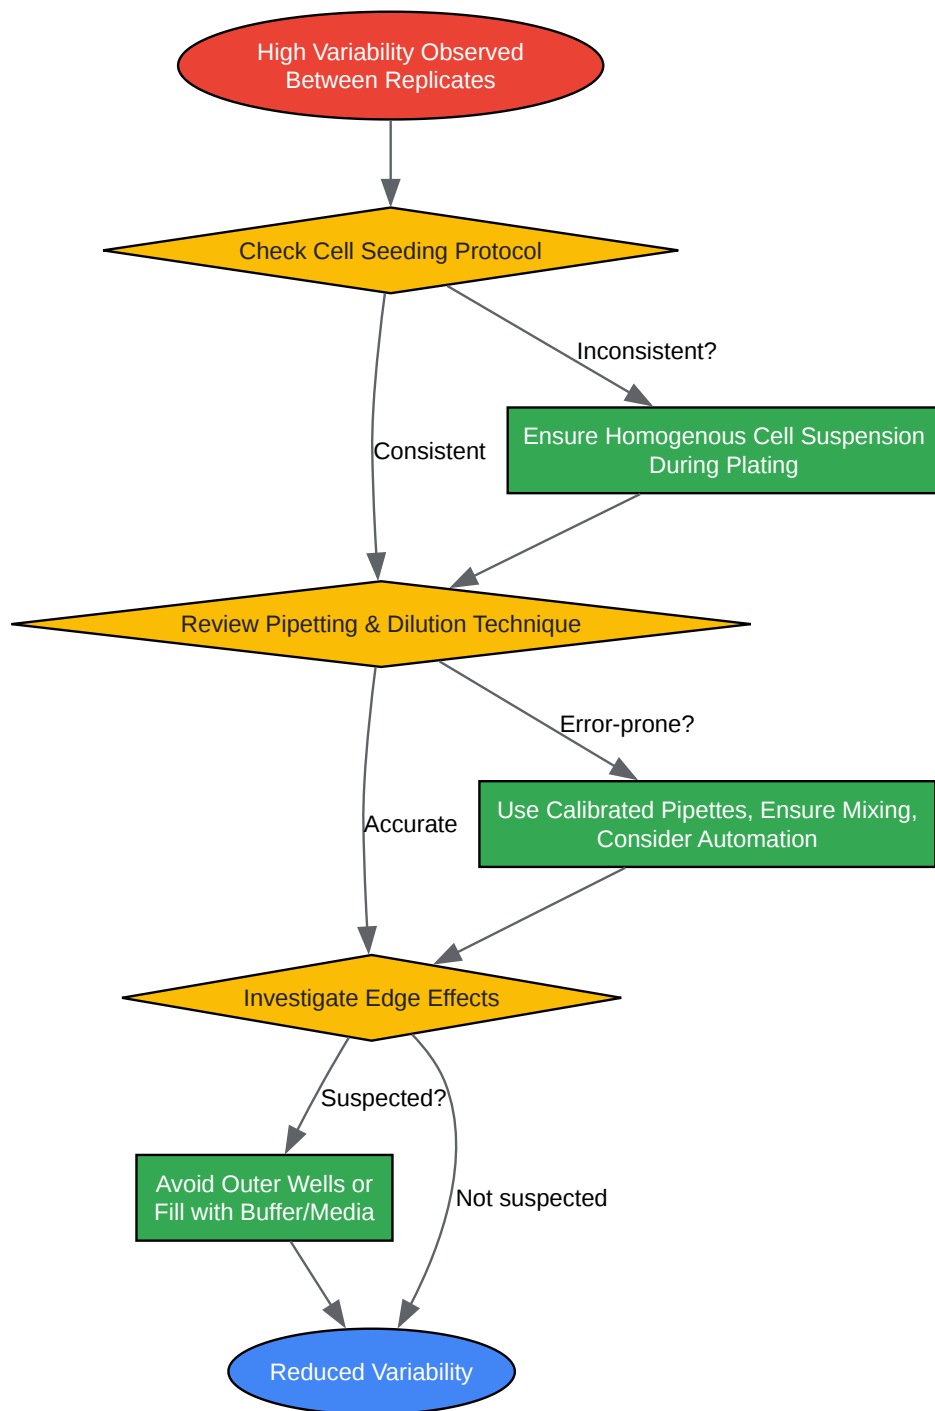 High Variability Observed
Between Replicates
Check Cell Seeding Protocol
Inconsistent?
Ensure Homogenous Cell Suspension
During Plating
Consistent
Review Pipetting & Dilution Technique
Error-prone?
Use Calibrated Pipettes, Ensure Mixing,
Consider Automation
Accurate
Investigate Edge Effects
Suspected?
Avoid Outer Wells or
Fill with Buffer/Media
Not suspected
Reduced Variability